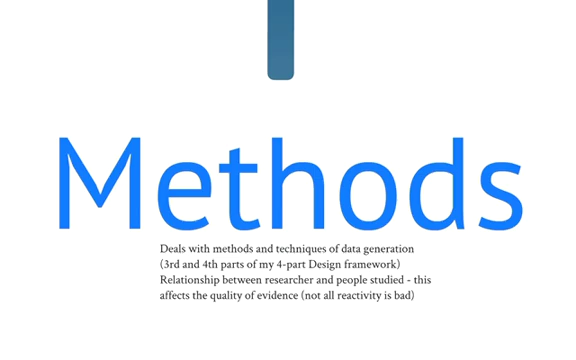 Methods
Deals with methods and techniques of data generation
(3rd and 4th parts of my 4-part Design framework)
Relationship between researcher and people studied - this
affects the quality of evidence (not all reactivity is bad)